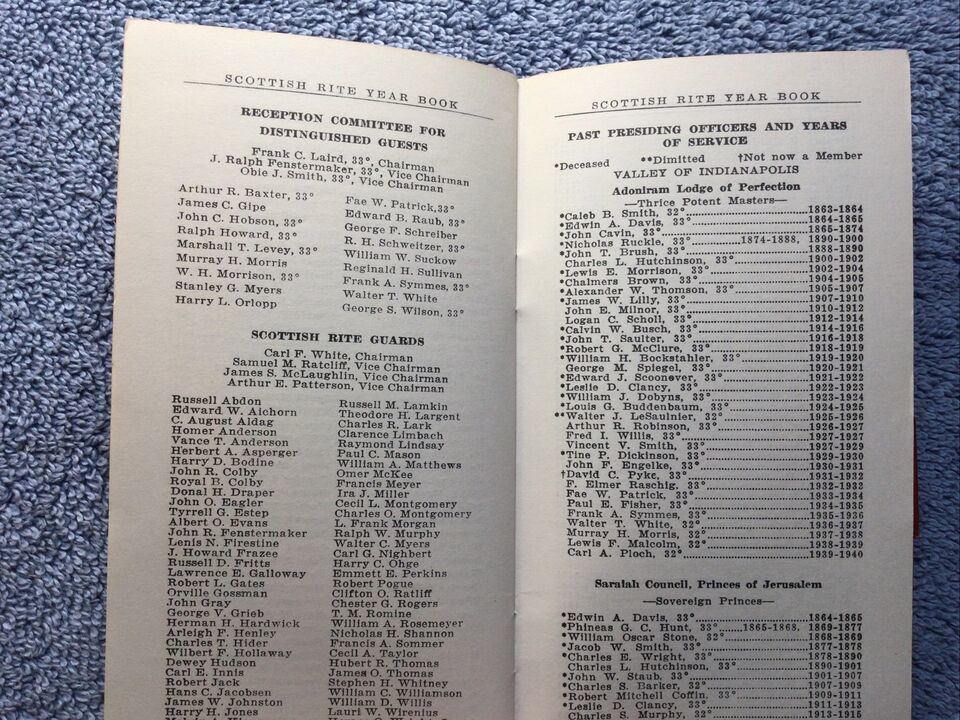 SCOTTISH RITE YEAR BOOK
RECEPTION COMMITTEE FOR
DISTINGUISHED GUESTS
Frank C. Laird, 33°, Chairman
J. Ralph Fenstermaker, 33°, Vice Chairman
Obie J. Smith, 33°, Vice Chairman
Arthur R. Baxter, 33°
James C. Gipe
John C. Hobson, 33°
Ralph Howard, 33°
Marshall T. Levey, 33°
Murray H. Morris
W. H. Morrison, 33°
Stanley G. Myers
Harry L. Orlopp
Fae W. Patrick,33°
Edward B. Raub, 33°
George F. Schreiber
R. H. Schweitzer, 33°
William W. Suckow
Reginald H. Sullivan
Frank A. Symmes, 33°
Walter T. White
George S. Wilson, 33°
SCOTTISH RITE GUARDS
Carl F. White, Chairman
Samuel M. Ratcliff, Vice Chairman
James S. McLaughlin, Vice Chairman
Arthur E. Patterson, Vice Chairman
Russell Abdon
Edward W. Aichorn
C. August Aldag
Homer Anderson
Vance T. Anderson
Herbert A. Asperger
Harry D. Bodine
John R. Colby
Royal B. Colby
Donal H. Draper
John O. Eagler
Tyrrell G. Estep
Albert O. Evans
John R. Fenstermaker
Lenis N. Firestine
J. Howard Frazee
Russell D. Fritts
Lawrence E. Galloway
Robert L. Gates
Orville Gossman
John Gray
George V. Grieb
Herman H. Hardwick
Arleigh F. Henley
Charles T. Hider
Wilbert F. Hollaway
Dewey Hudson
Carl E. Innis
Robert Jack
Hans C. Jacobsen
James W. Johnston
Harry H. Jones
Russell M. Lamkin
Theodore H. Largent
Charles R. Lark
Clarence Limbach
Raymond Lindsay
Paul C. Mason
William A. Matthews
Omer McKee
Francis Meyer
Ira J. Miller
Cecil L. Montgomery
Charles O. Montgomery
L. Frank Morgan
Ralph W. Murphy
Walter C. Myers
Carl G. Nighbert
Harry C. Ohge
Emmett E. Perkins
Robert Pogue
Clifton O. Ratliff
Chester G. Rogers
T. M. Romine
William A. Rosemeyer
Nicholas H. Shannon
Francis A. Sommer
Cecil A. Taylor
Hubert R. Thomas
James O. Thomas
Stephen H. Whitney
William C. Williamson
William D. Willis
Lauri W. Wirenius
SCOTTISH RITE YEAR BOOK
PAST PRESIDING OFFICERS AND YEARS
OF SERVICE
*Deceased **Dimitted †Not now a Member
VALLEY OF INDIANAPOLIS
Adoniram Lodge of Perfection
—Thrice Potent Masters—
*Caleb B. Smith, 32°........1863-1864
*Edwin A. Davis, 33°........1864-1865
*John Cavin, 33°........1865-1874
*Nicholas Ruckle, 33°........1874-1888, 1890-1900
*John T. Brush, 33°........1888-1890
Charles L. Hutchinson, 33°........1900-1902
*Lewis E. Morrison, 33°........1902-1904
*Chalmers Brown, 33°........1904-1905
*Alexander W. Thomson, 33°........1905-1907
*James W. Lilly, 33°........1907-1910
John E. Milnor, 33°........1910-1912
Logan C. Scholl, 33°........1912-1914
*Calvin W. Busch, 33°........1914-1916
*John T. Saulter, 33°........1916-1918
*Robert G. McClure, 33°........1918-1919
*William H. Bockstahler, 33°........1919-1920
George M. Spiegel, 33°........1920-1921
*Edward J. Scoonover, 33°........1921-1922
*Leslie D. Clancy, 33°........1922-1923
*William J. Dobyns, 33°........1923-1924
*Louis G. Buddenbaum, 33°........1924-1925
**Walter J. LeSaulnier, 32°........1925-1926
Arthur R. Robinson, 33°........1926-1927
Fred I. Willis, 33°........1927-1927
Vincent V. Smith, 33°........1927-1929
*Tine P. Dickinson, 33°........1929-1930
John F. Engelke, 33°........1930-1931
†David C. Pyke, 33°........1931-1932
F. Elmer Raschig, 33°........1932-1933
Fae W. Patrick, 33°........1933-1934
Paul E. Fisher, 33°........1934-1935
Frank A. Symmes, 33°........1935-1936
Walter T. White, 32°........1936-1937
Murray H. Morris, 32°........1937-1938
Lewis F. Malcolm, 32°........1938-1939
Carl A. Ploch, 32°........1939-1940
Saraiah Council, Princes of Jerusalem
—Sovereign Princes—
*Edwin A. Davis, 33°........1864-1865
*Phineas G. C. Hunt, 33°........1865-1868, 1869-1877
*William Oscar Stone, 32°........1868-1869
*Jacob W. Smith, 33°........1877-1878
*Charles E. Wright, 33°........1878-1890
Charles L. Hutchinson, 33°........1890-1901
*John W. Staub, 33°........1901-1907
*Charles S. Barker, 32°........1907-1909
*Robert Mitchell Coffin, 33°........1909-1911
*Leslie D. Clancy, 33°........1911-1913
Charles S. Murphy, 33°........1913-1915